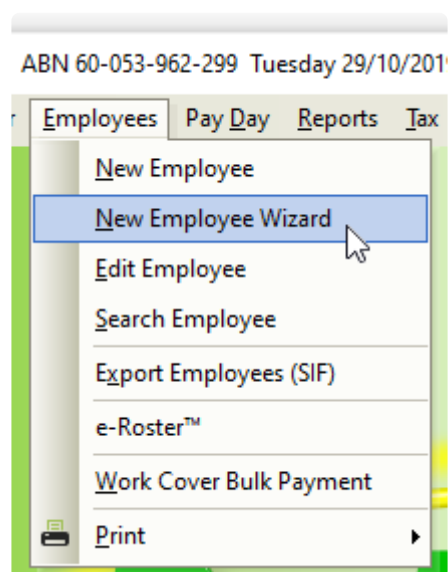 ABN 60-053-962-299 Tuesday 29/10/201
Employees Pay Day Reports Tax
New Employee
New Employee Wizard
Edit Employee
Search Employee
Export Employees (SIF)
e-Roster™
Work Cover Bulk Payment
Print